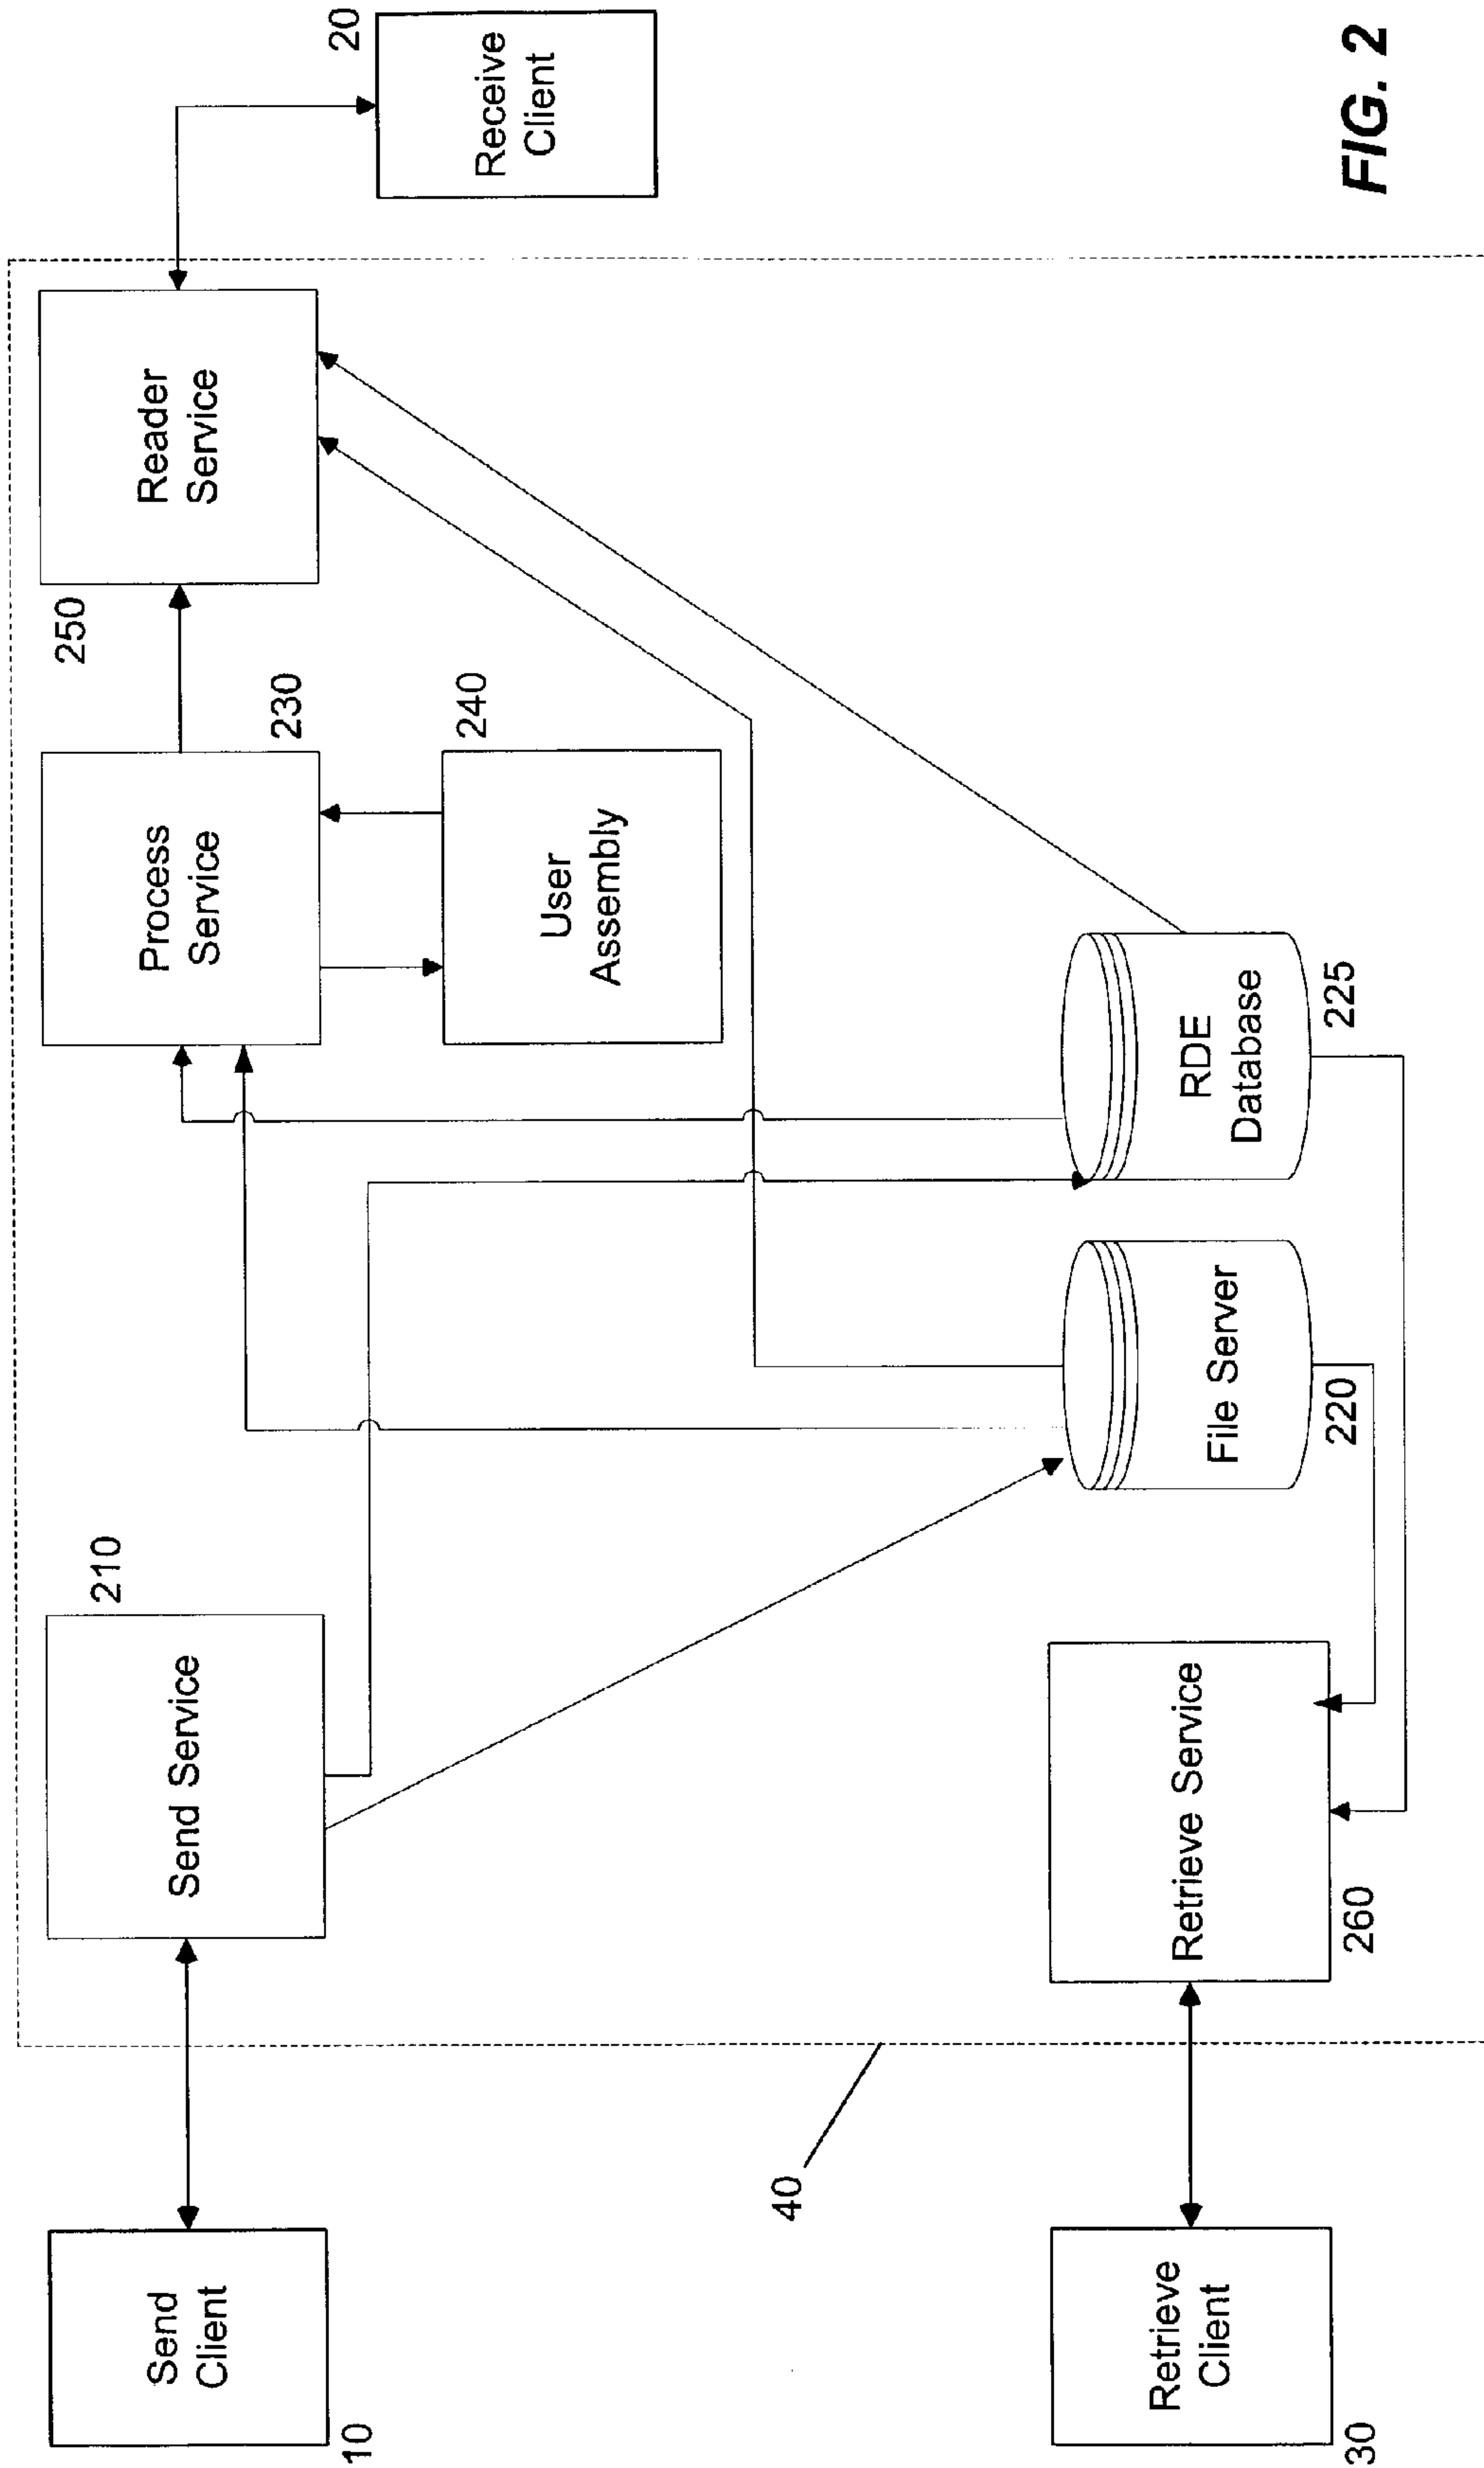 Send
Client
10
Send Service
210
Process
Service
230
Reader
Service
250
20
Receive
Client
User
Assembly
240
40
Retrieve
Client
30
Retrieve Service
260
File Server
220
RDE
Database
225
FIG. 2